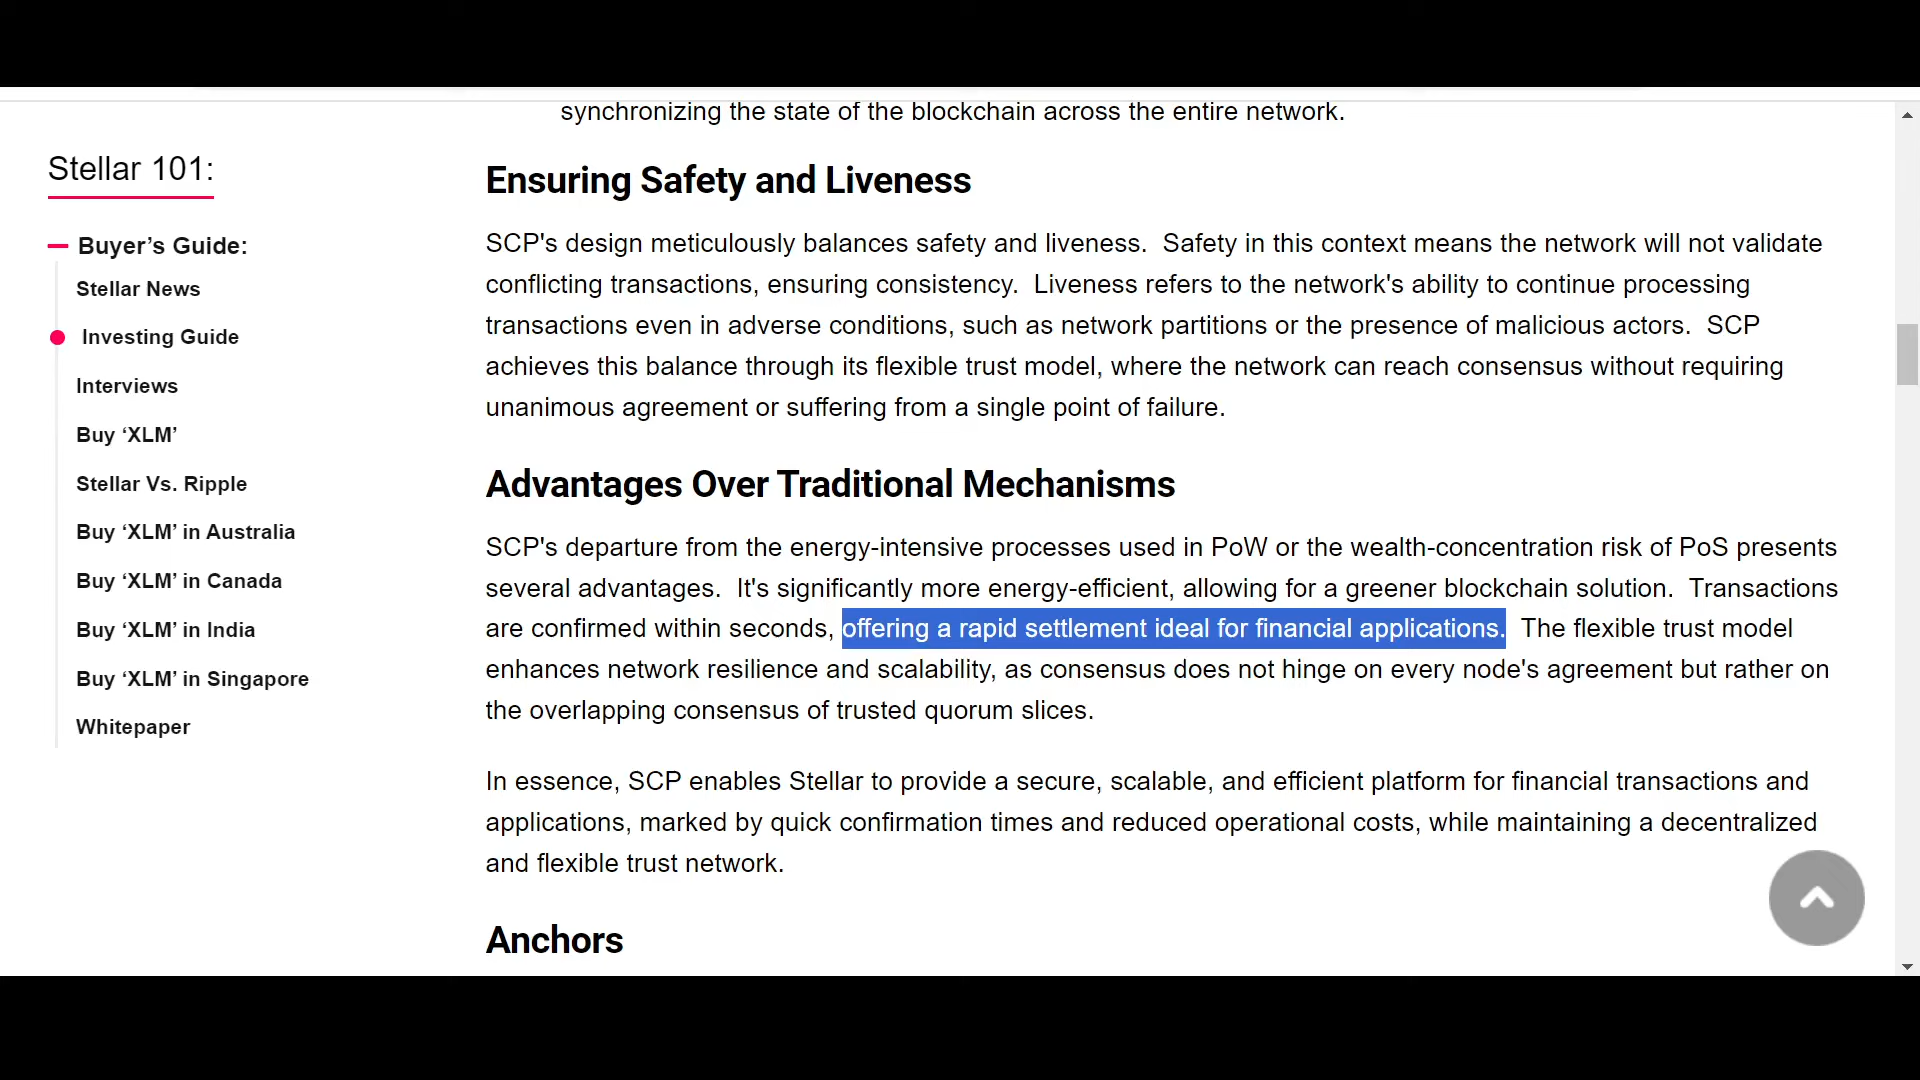 synchronizing the state of the blockchain across the entire network.
Stellar 101:
Buyer’s Guide:
Stellar News
Investing Guide
Interviews
Buy ‘XLM’
Stellar Vs. Ripple
Buy ‘XLM’ in Australia
Buy ‘XLM’ in Canada
Buy ‘XLM’ in India
Buy ‘XLM’ in Singapore
Whitepaper
Ensuring Safety and Liveness
SCP's design meticulously balances safety and liveness.  Safety in this context means the network will not validate
conflicting transactions, ensuring consistency.  Liveness refers to the network's ability to continue processing
transactions even in adverse conditions, such as network partitions or the presence of malicious actors.  SCP
achieves this balance through its flexible trust model, where the network can reach consensus without requiring
unanimous agreement or suffering from a single point of failure.
Advantages Over Traditional Mechanisms
SCP's departure from the energy-intensive processes used in PoW or the wealth-concentration risk of PoS presents
several advantages.  It's significantly more energy-efficient, allowing for a greener blockchain solution.  Transactions
are confirmed within seconds, offering a rapid settlement ideal for financial applications.  The flexible trust model
enhances network resilience and scalability, as consensus does not hinge on every node's agreement but rather on
the overlapping consensus of trusted quorum slices.
In essence, SCP enables Stellar to provide a secure, scalable, and efficient platform for financial transactions and
applications, marked by quick confirmation times and reduced operational costs, while maintaining a decentralized
and flexible trust network.
Anchors